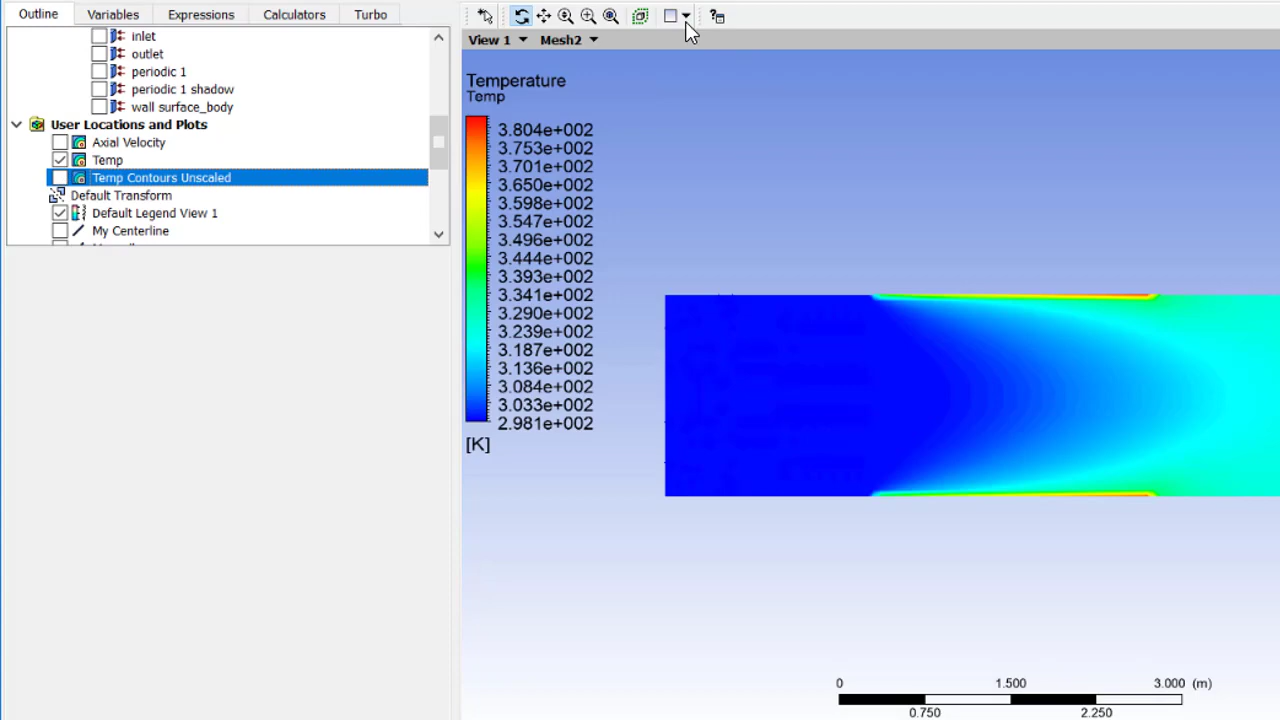 Outline Variables Expressions Calculators Turbo
inlet
outlet
periodic 1
periodic 1 shadow
wall surface_body
User Locations and Plots
Axial Velocity
Temp
Temp Contours Unscaled
Default Transform
Default Legend View 1
My Centerline
View 1 Mesh2
Temperature
Temp
3.804e+002
3.753e+002
3.701e+002
3.650e+002
3.598e+002
3.547e+002
3.496e+002
3.444e+002
3.393e+002
3.341e+002
3.290e+002
3.239e+002
3.187e+002
3.136e+002
3.084e+002
3.033e+002
2.981e+002
[K]
0 1.500 3.000 (m)
0.750 2.250